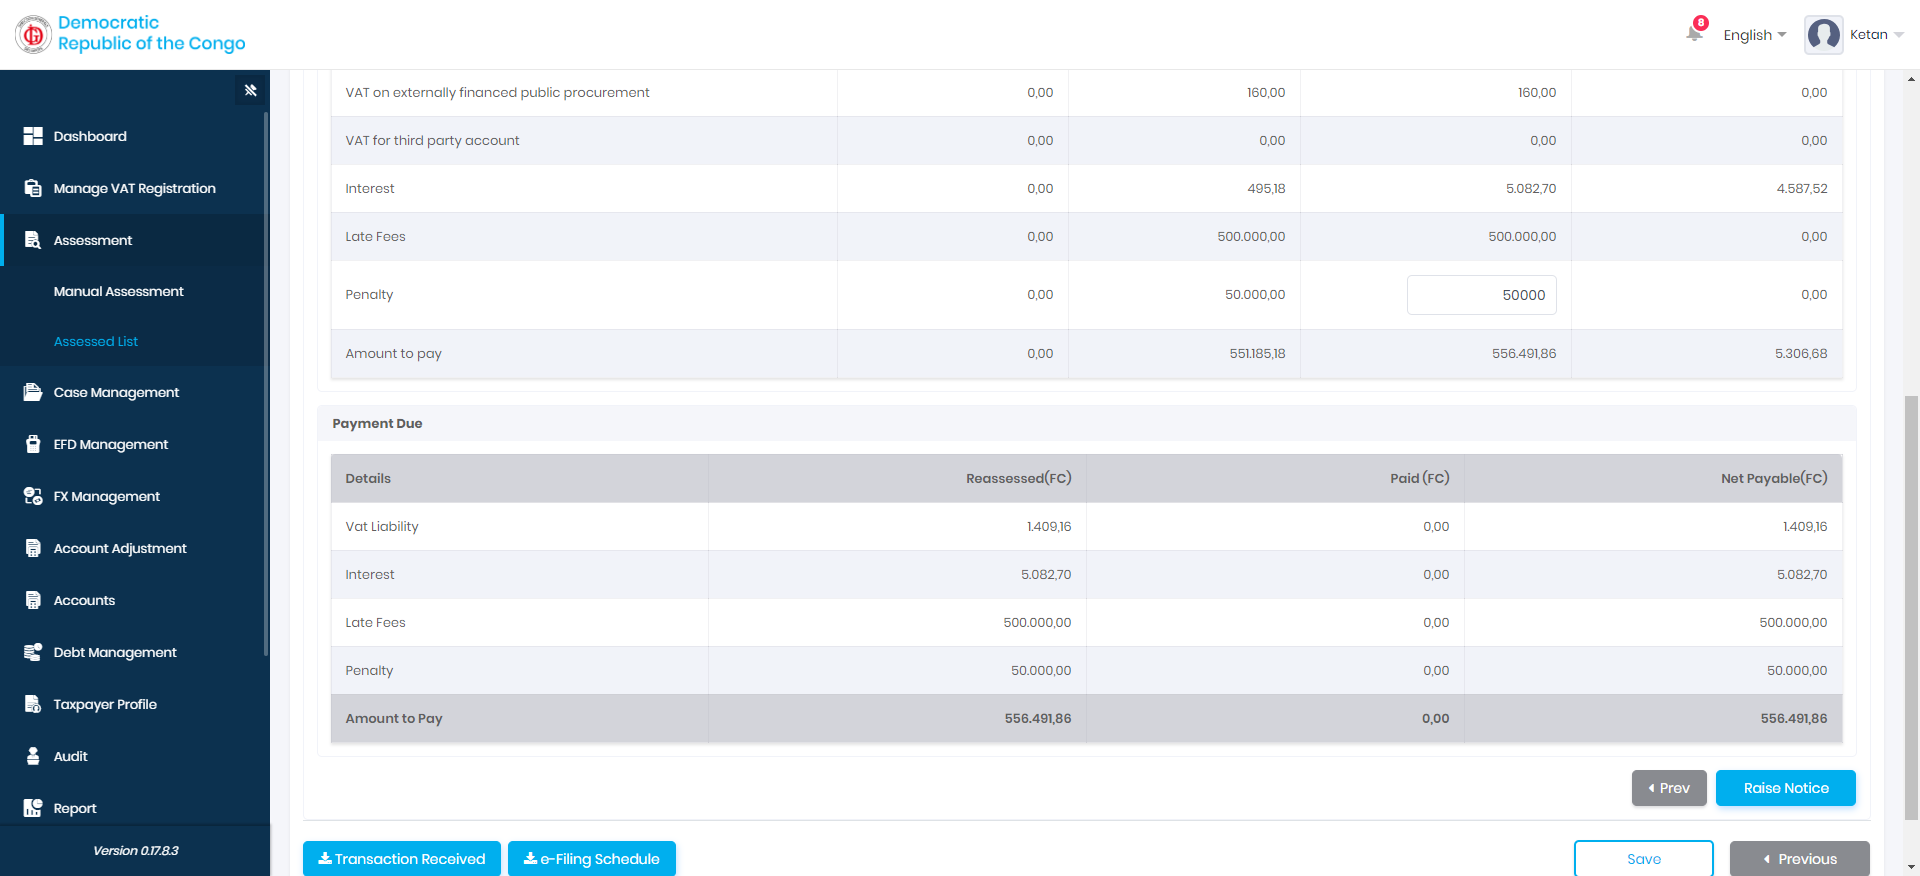 Democratic
Republic of the Congo
8
English
Ketan
Dashboard
Manage VAT Registration
Assessment
Manual Assessment
Assessed List
Case Management
EFD Management
FX Management
Account Adjustment
Accounts
Debt Management
Taxpayer Profile
Audit
Report
Version 0.17.8.3
VAT on externally financed public procurement 0,00 160,00 160,00 0,00
VAT for third party account 0,00 0,00 0,00 0,00
Interest 0,00 495,18 5.082,70 4.587,52
Late Fees 0,00 500.000,00 500.000,00 0,00
Penalty 0,00 50.000,00 50000 0,00
Amount to pay 0,00 551.185,18 556.491,86 5.306,68
Payment Due
Details Reassessed(FC) Paid (FC) Net Payable(FC)
Vat Liability 1.409,16 0,00 1.409,16
Interest 5.082,70 0,00 5.082,70
Late Fees 500.000,00 0,00 500.000,00
Penalty 50.000,00 0,00 50.000,00
Amount to Pay 556.491,86 0,00 556.491,86
Prev Raise Notice
Transaction Received e-Filing Schedule Save Previous